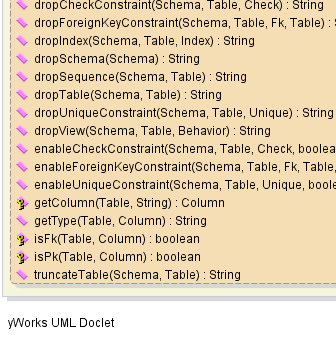 dropCheckConstraint(Schema, Table, Check) : String
dropForeignKeyConstraint(Schema, Table, Fk, Table) :
dropIndex(Schema, Table, Index) : String
dropSchema(Schema) : String
dropSequence(Schema, Table) : String
dropTable(Schema, Table) : String
dropUniqueConstraint(Schema, Table, Unique) : String
dropView(Schema, Table, Behavior) : String
enableCheckConstraint(Schema, Table, Check, boolea
enableForeignKeyConstraint(Schema, Table, Fk, Table,
enableUniqueConstraint(Schema, Table, Unique, boole
getColumn(Table, String) : Column
getType(Table, Column) : String
isFk(Table, Column) : boolean
isPk(Table, Column) : boolean
truncateTable(Schema, Table) : String
yWorks UML Doclet